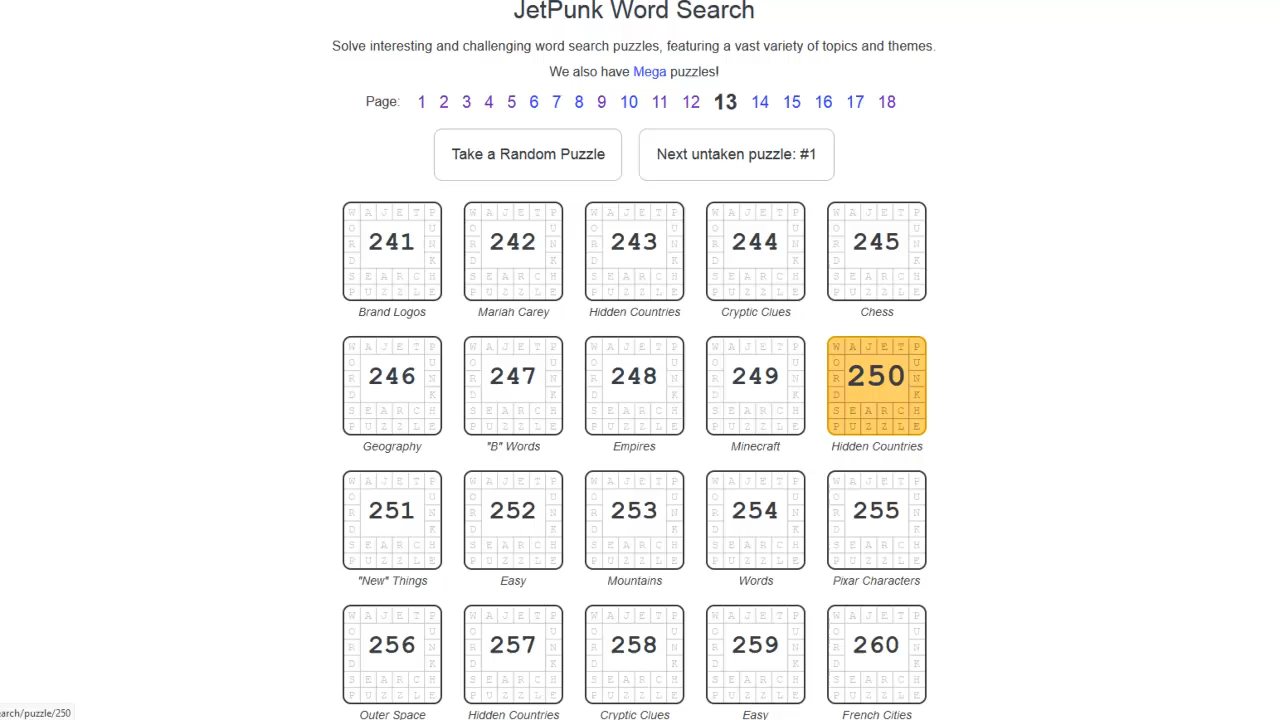 JetPunk Word Search
Solve interesting and challenging word search puzzles, featuring a vast variety of topics and themes.
We also have Mega puzzles!
Page: 1 2 3 4 5 6 7 8 9 10 11 12 13 14 15 16 17 18
Take a Random Puzzle Next untaken puzzle: #1
241 242 243 244 245
Brand Logos Mariah Carey Hidden Countries Cryptic Clues Chess
246 247 248 249 250
Geography "B" Words Empires Minecraft Hidden Countries
251 252 253 254 255
"New" Things Easy Mountains Words Pixar Characters
256 257 258 259 260
Outer Space Hidden Countries Cryptic Clues Easy French Cities
arch/puzzle/250